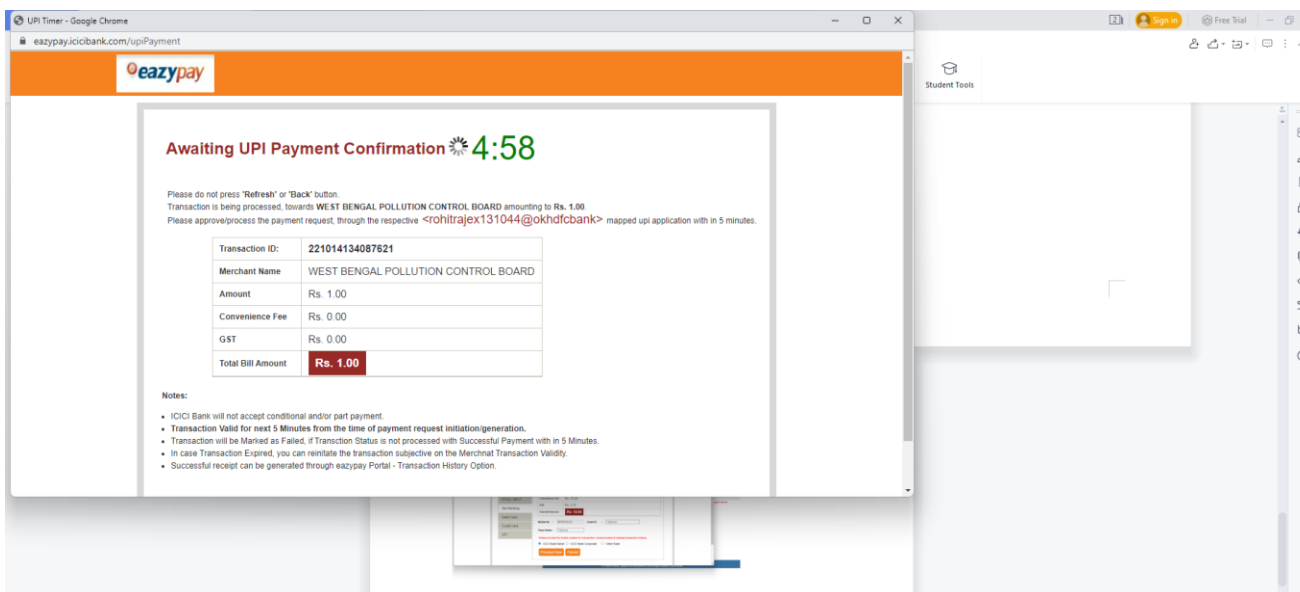 UPI Timer - Google Chrome
eazypay.icicibank.com/upiPayment
2
Sign in
Free Trial
Student Tools
eazypay
Awaiting UPI Payment Confirmation 4:58
Please do not press 'Refresh' or 'Back' button.
Transaction is being processed, towards WEST BENGAL POLLUTION CONTROL BOARD amounting to Rs. 1.00.
Please approve/process the payment request, through the respective <rohitrajex131044@okhdfcbank> mapped upi application with in 5 minutes.
Transaction ID: 221014134087621
Merchant Name WEST BENGAL POLLUTION CONTROL BOARD
Amount Rs. 1.00
Convenience Fee Rs. 0.00
GST Rs. 0.00
Total Bill Amount Rs. 1.00
Notes:
ICICI Bank will not accept conditional and/or part payment.
Transaction Valid for next 5 Minutes from the time of payment request initiation/generation.
Transaction will be Marked as Failed, if Transction Status is not processed with Successful Payment with in 5 Minutes.
In case Transaction Expired, you can reinitate the transaction subjective on the Merchnat Transaction Validity.
Successful receipt can be generated through eazypay Portal - Transaction History Option.